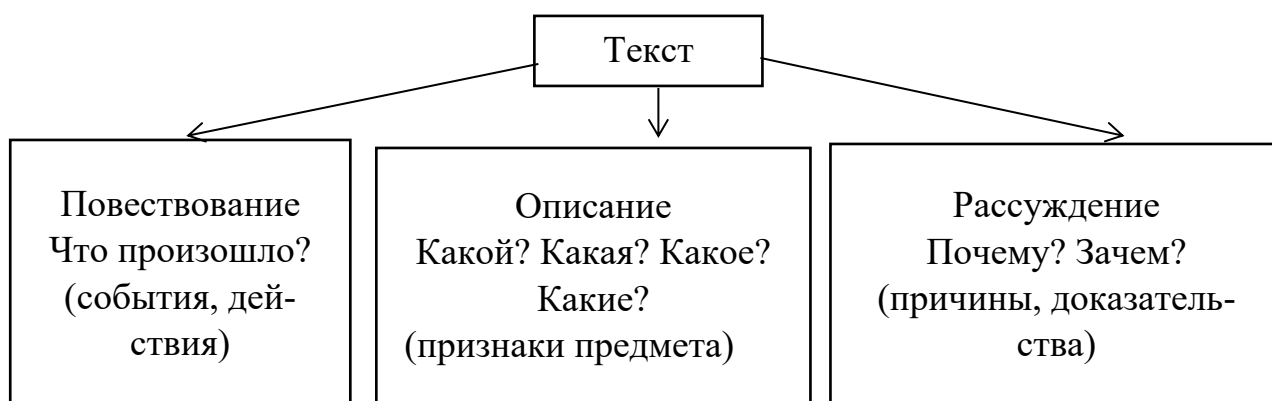 Текст
Повествование
Что произошло?
(события, дей-
ствия)
Описание
Какой? Какая? Какое?
Какие?
(признаки предмета)
Рассуждение
Почему? Зачем?
(причины, доказатель-
ства)